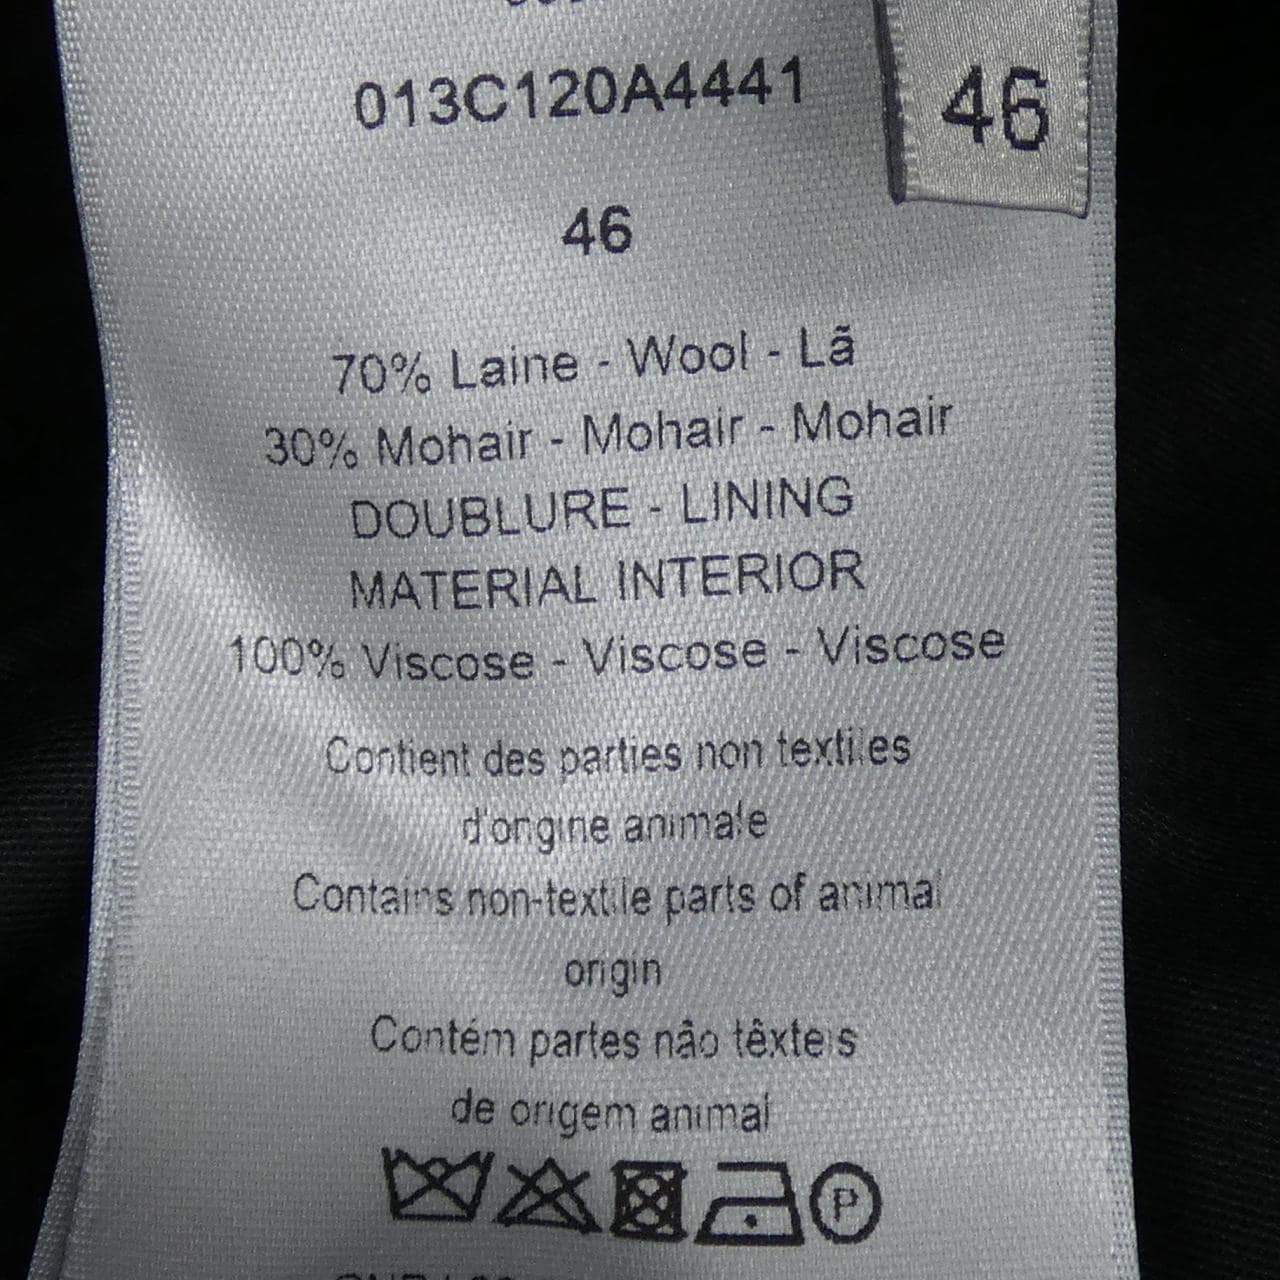 013C120A4441
46
46
70% Laine - Wool - Lã
30% Mohair - Mohair - Mohair
DOUBLURE - LINING
MATERIAL INTERIOR
100% Viscose - Viscose - Viscose
Contient des parties non textiles
d'origine animale
Contains non-textile parts of animal
origin
Contém partes não têxteis
de origem animal
P